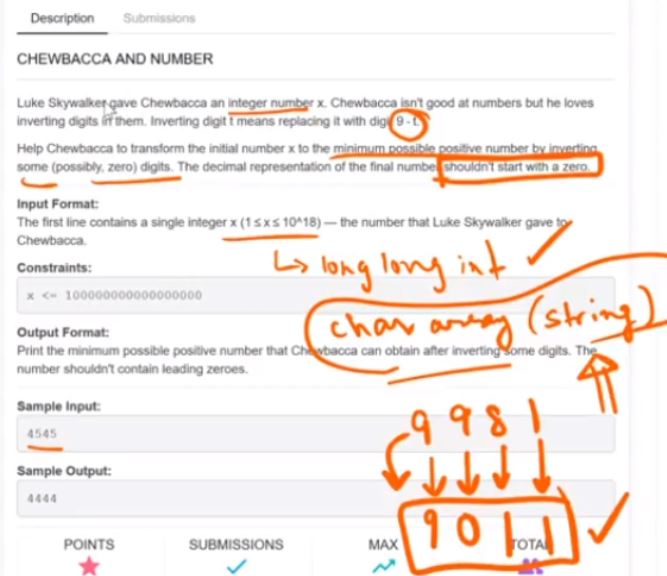 Description Submissions
CHEWBACCA AND NUMBER
Luke Skywalker gave Chewbacca an integer number x. Chewbacca isn't good at numbers but he loves
inverting digits in them. Inverting digit t means replacing it with digi 9 - t.
Help Chewbacca to transform the initial number x to the minimum possible positive number by inverting
some (possibly, zero) digits. The decimal representation of the final number shouldn't start with a zero.
Input Format:
The first line contains a single integer x (1 ≤ x ≤ 10^18) — the number that Luke Skywalker gave to
Chewbacca.
Constraints:
↳ long long int ✓
x <= 100000000000000000
char array (string)
Output Format:
Print the minimum possible positive number that Chewbacca can obtain after inverting some digits. The
number shouldn't contain leading zeroes.
Sample Input:
9 9 8 1
4545
Sample Output:
4444
9 0 1 1 ✓
POINTS SUBMISSIONS MAX TOTAL